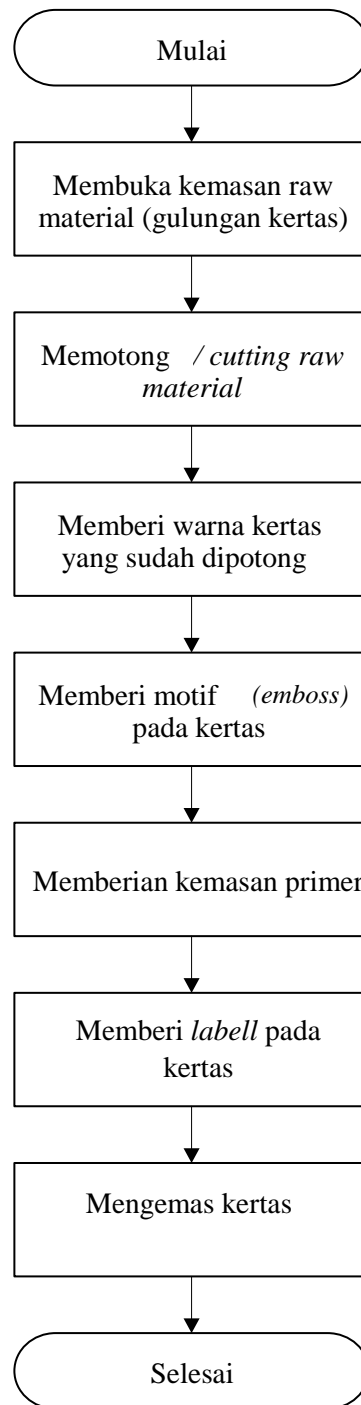 Mulai
Membuka kemasan raw
material (gulungan kertas)
Memotong / cutting raw
material
Memberi warna kertas
yang sudah dipotong
Memberi motif (emboss)
pada kertas
Memberian kemasan primer
Memberi labell pada
kertas
Mengemas kertas
Selesai